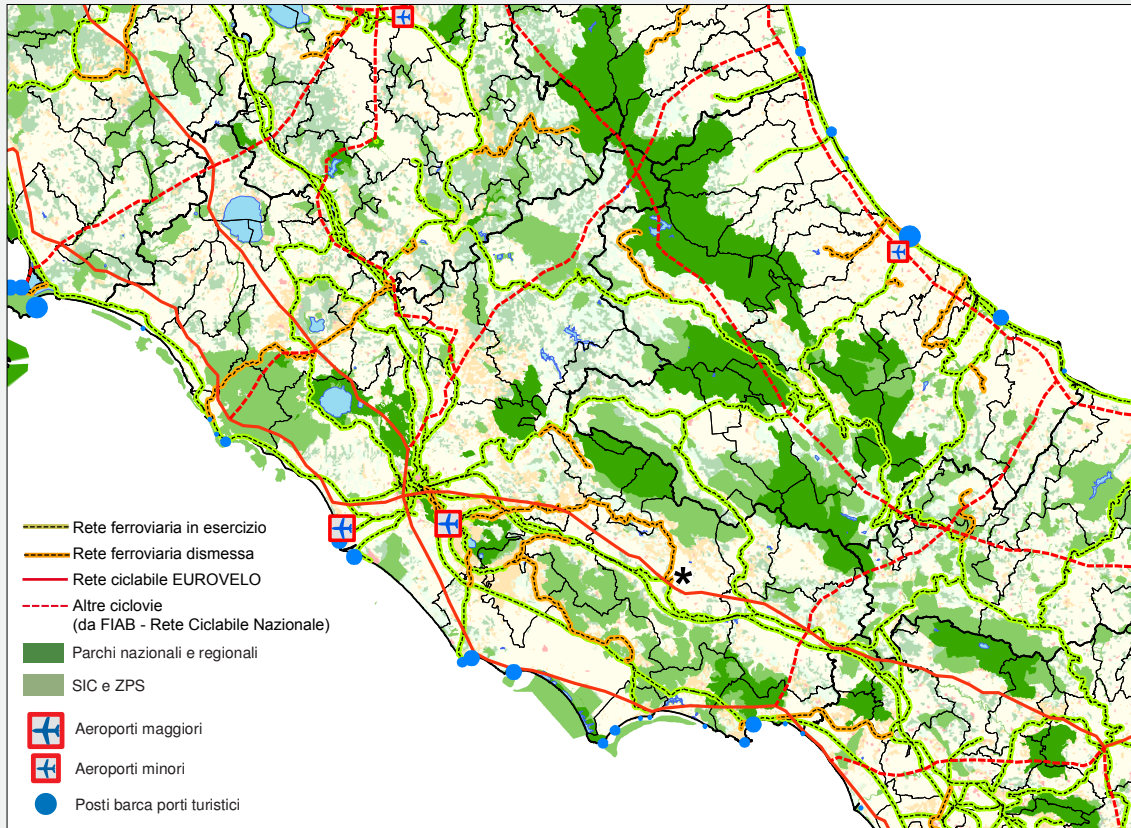 Rete ferroviaria in esercizio
Rete ferroviaria dismessa
Rete ciclabile EUROVELO
Altre ciclovie
(da FIAB - Rete Ciclabile Nazionale)
Parchi nazionali e regionali
SIC e ZPS
Aeroporti maggiori
Aeroporti minori
Posti barca porti turistici
*